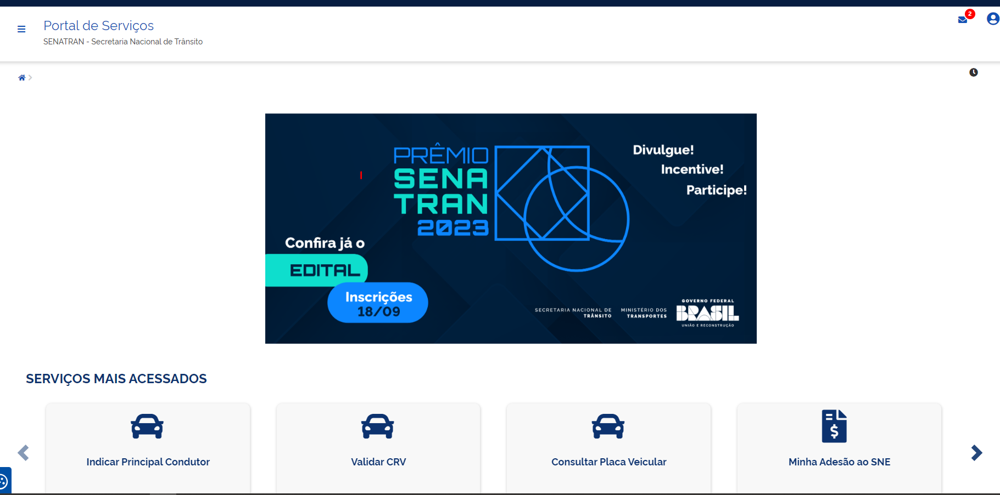 Portal de Serviços
SENATRAN - Secretaria Nacional de Trânsito
2
PRÊMIO
SENA
TRAN
2023
Divulgue!
Incentive!
Participe!
Confira já o
EDITAL
Inscrições
18/09
SECRETARIA NACIONAL DE
TRÂNSITO
MINISTÉRIO DOS
TRANSPORTES
GOVERNO FEDERAL
BRASIL
UNIÃO E RECONSTRUÇÃO
SERVIÇOS MAIS ACESSADOS
Indicar Principal Condutor
Validar CRV
Consultar Placa Veicular
$
Minha Adesão ao SNE